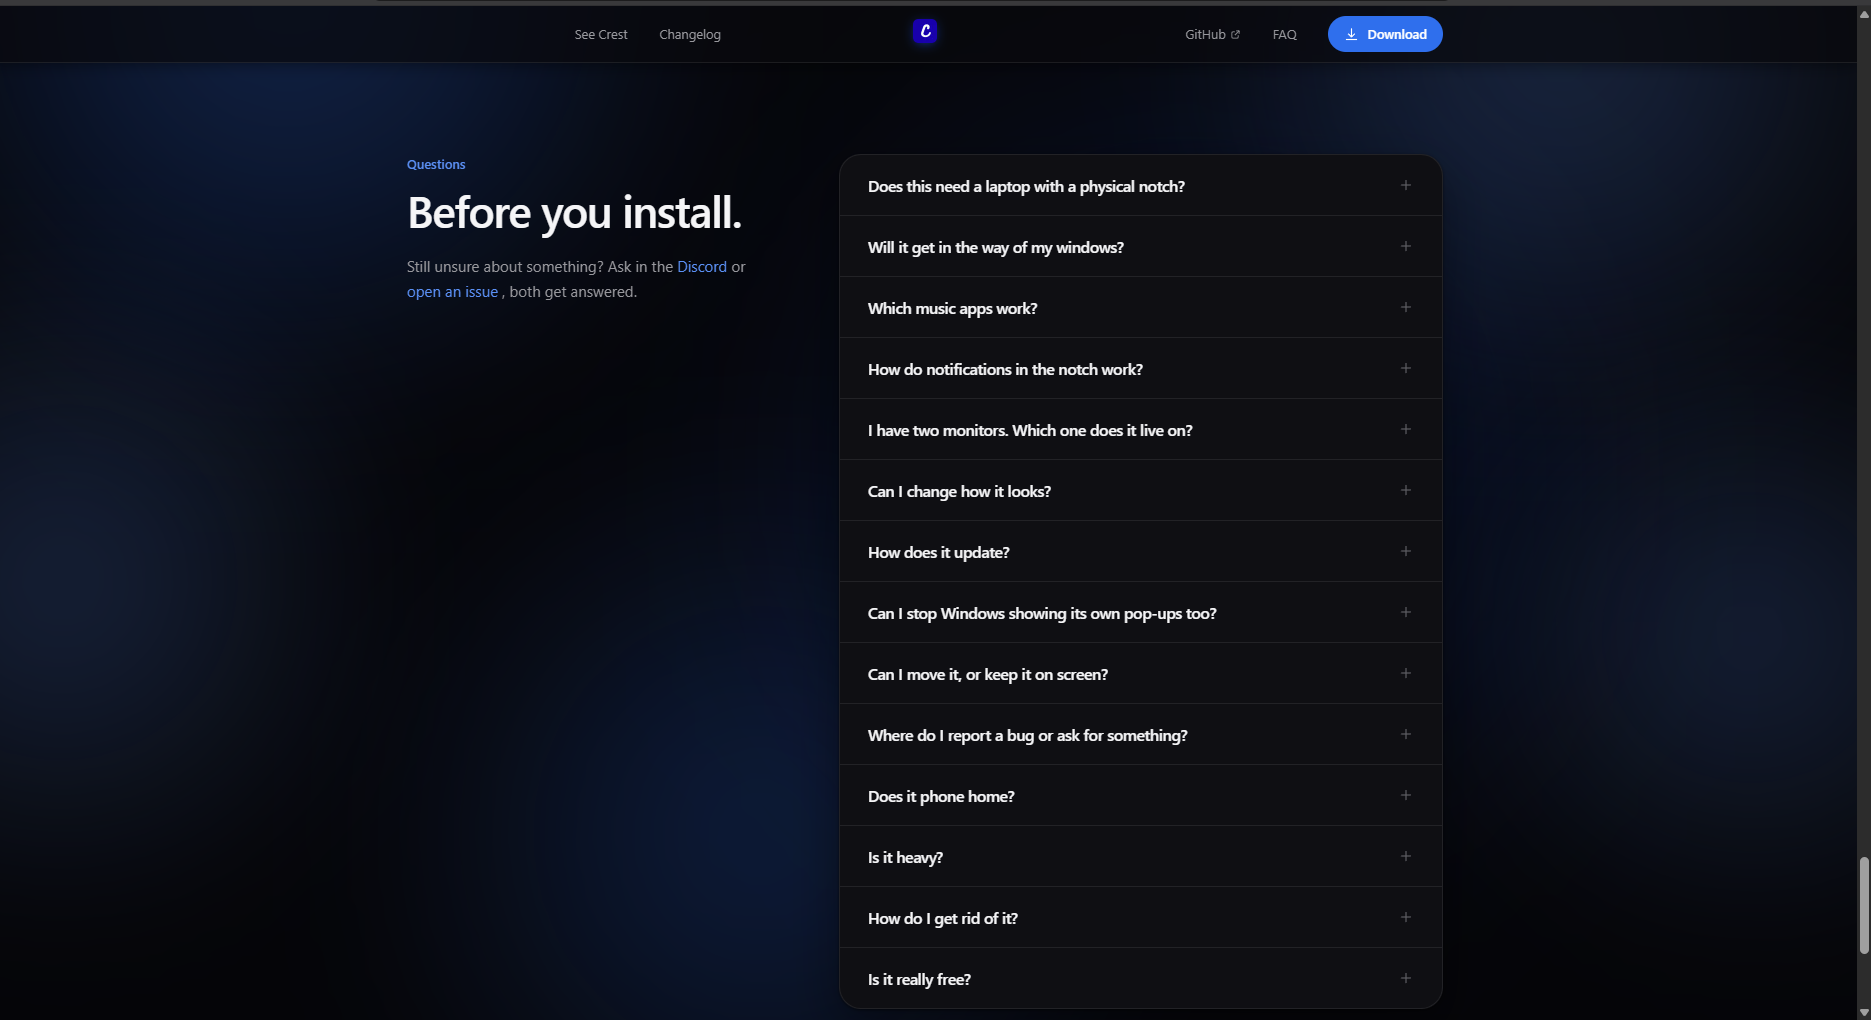 See Crest
Changelog
C
GitHub
FAQ
Download
Questions
Before you install.
Still unsure about something? Ask in the Discord or
open an issue , both get answered.
Does this need a laptop with a physical notch?
Will it get in the way of my windows?
Which music apps work?
How do notifications in the notch work?
I have two monitors. Which one does it live on?
Can I change how it looks?
How does it update?
Can I stop Windows showing its own pop-ups too?
Can I move it, or keep it on screen?
Where do I report a bug or ask for something?
Does it phone home?
Is it heavy?
How do I get rid of it?
Is it really free?